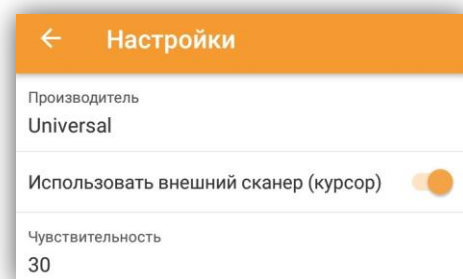 Настройки
Производитель
Universal
Использовать внешний сканер (курсор)
Чувствительность
30